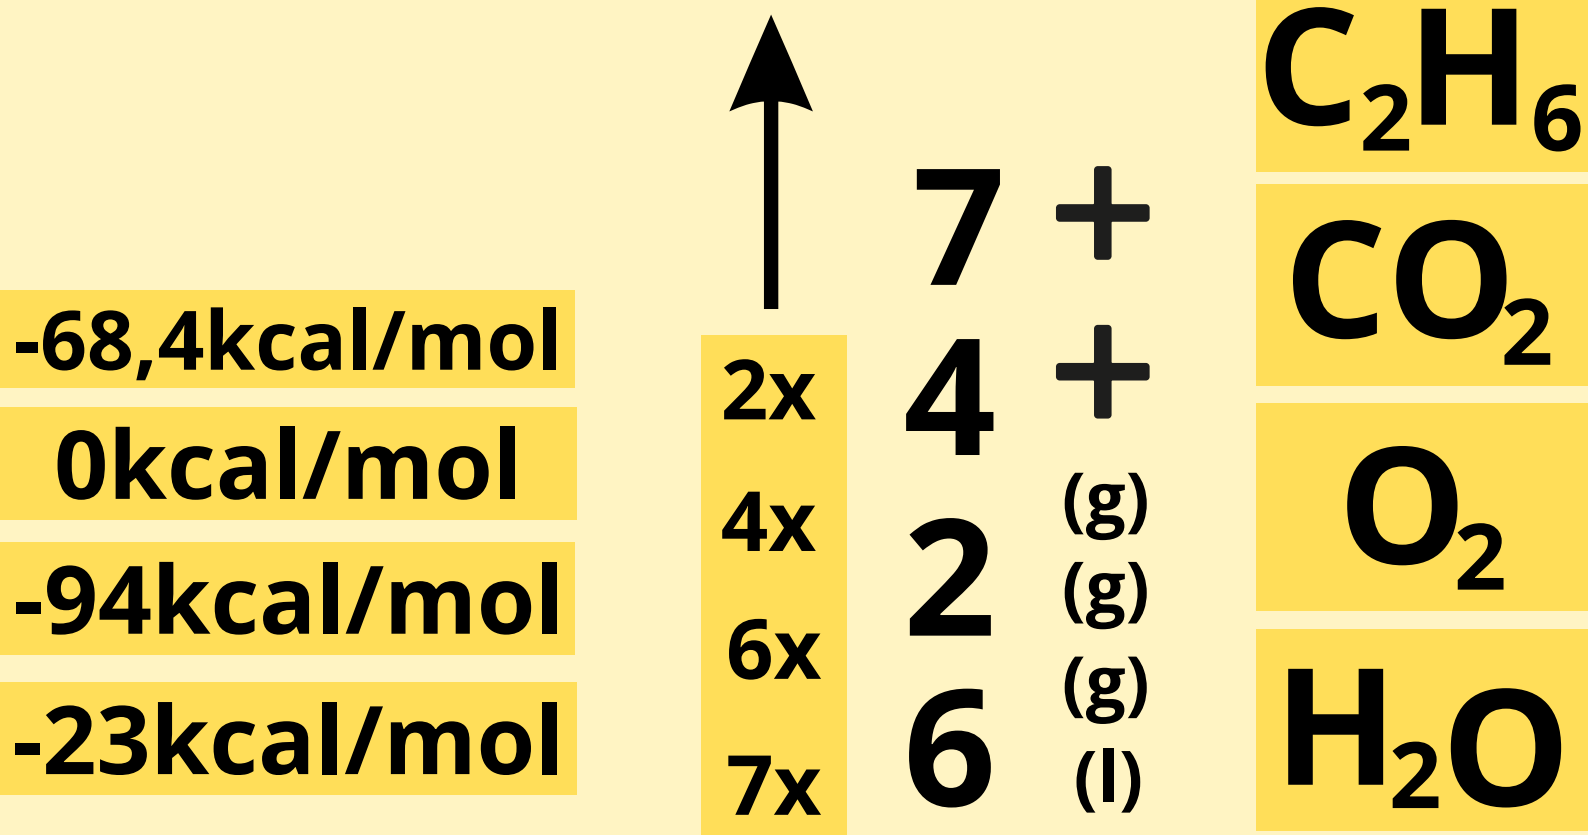 -68,4kcal/mol
0kcal/mol
-94kcal/mol
-23kcal/mol
2x
4x
6x
7x
7 +
4 +
2
6
(g)
(g)
(g)
(l)
C₂H₆
CO₂
O₂
H₂O